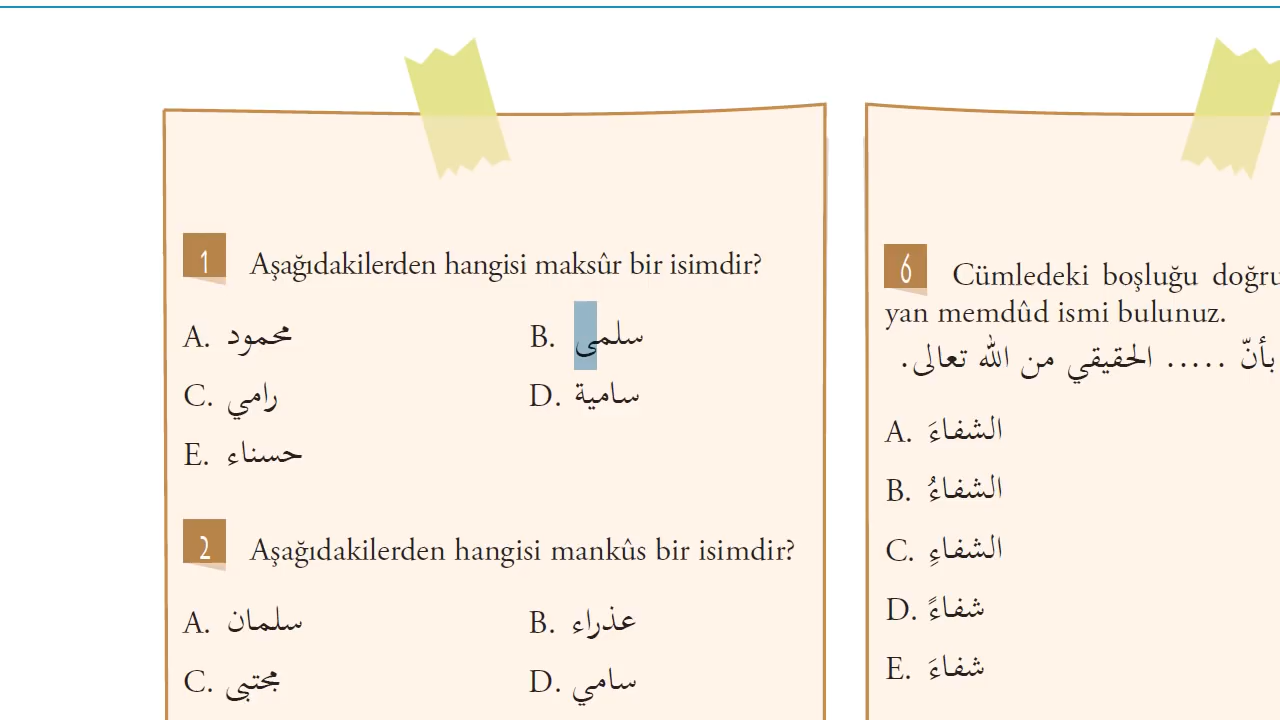 1 Aşağıdakilerden hangisi maksûr bir isimdir?
A. محمود
B. سلمى
C. رامي
D. سامية
E. حسناء
2 Aşağıdakilerden hangisi mankûs bir isimdir?
A. سلمان
B. عذراء
C. مجتبى
D. سامي
6 Cümledeki boşluğu doğru
yan memdûd ismi bulunuz.
بأنّ ..... الحقيقي من الله تعالى.
A. الشفاءَ
B. الشفاءُ
C. الشفاءِ
D. شفاءً
E. شفاءَ